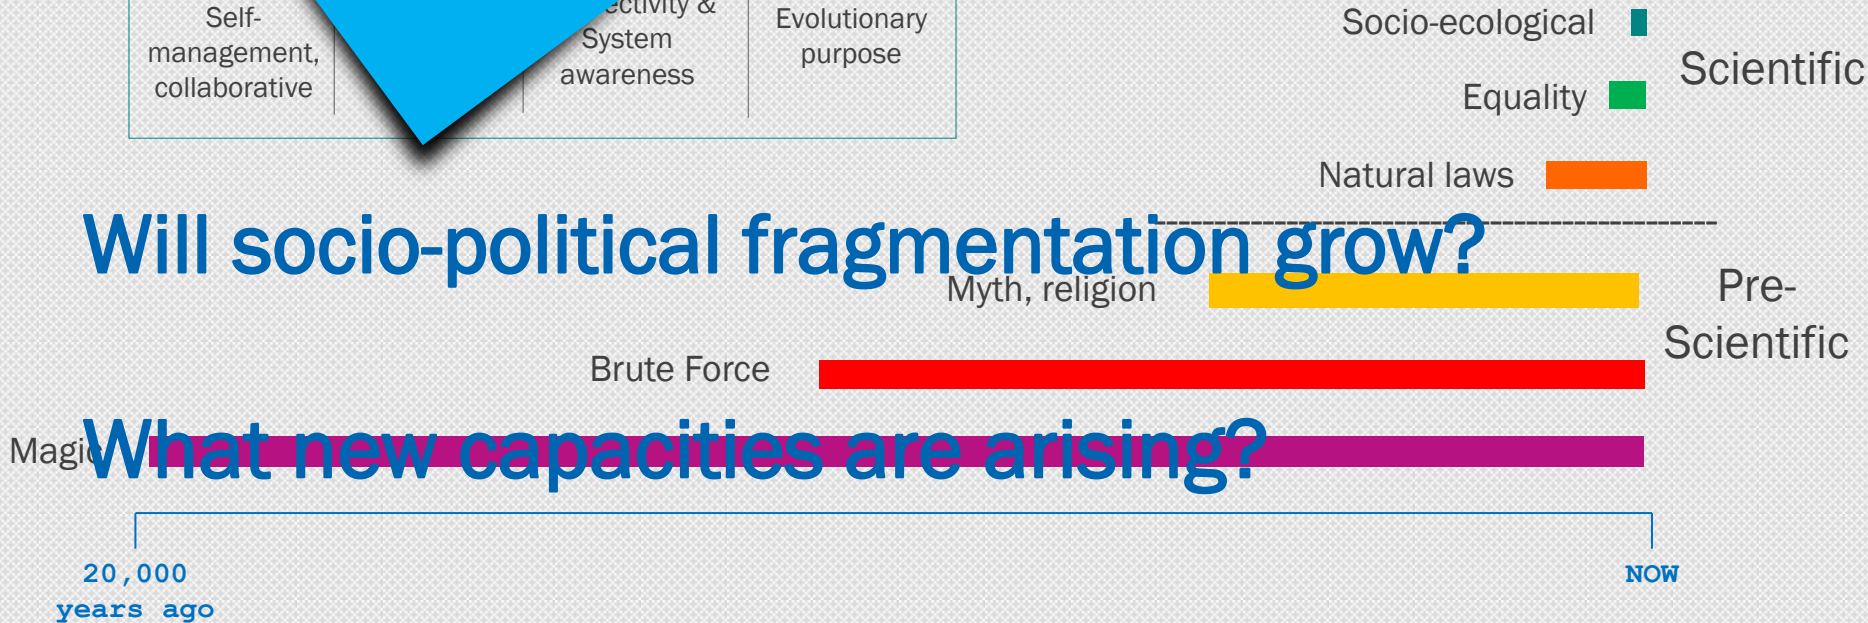 Self-
management,
collaborative
System
awareness
Evolutionary
purpose
Socio-ecological
Equality
Scientific
Natural laws
Will socio-political fragmentation grow?
Myth, religion
Pre-
Scientific
Brute Force
Magic
What new capacities are arising?
20,000
years ago
NOW